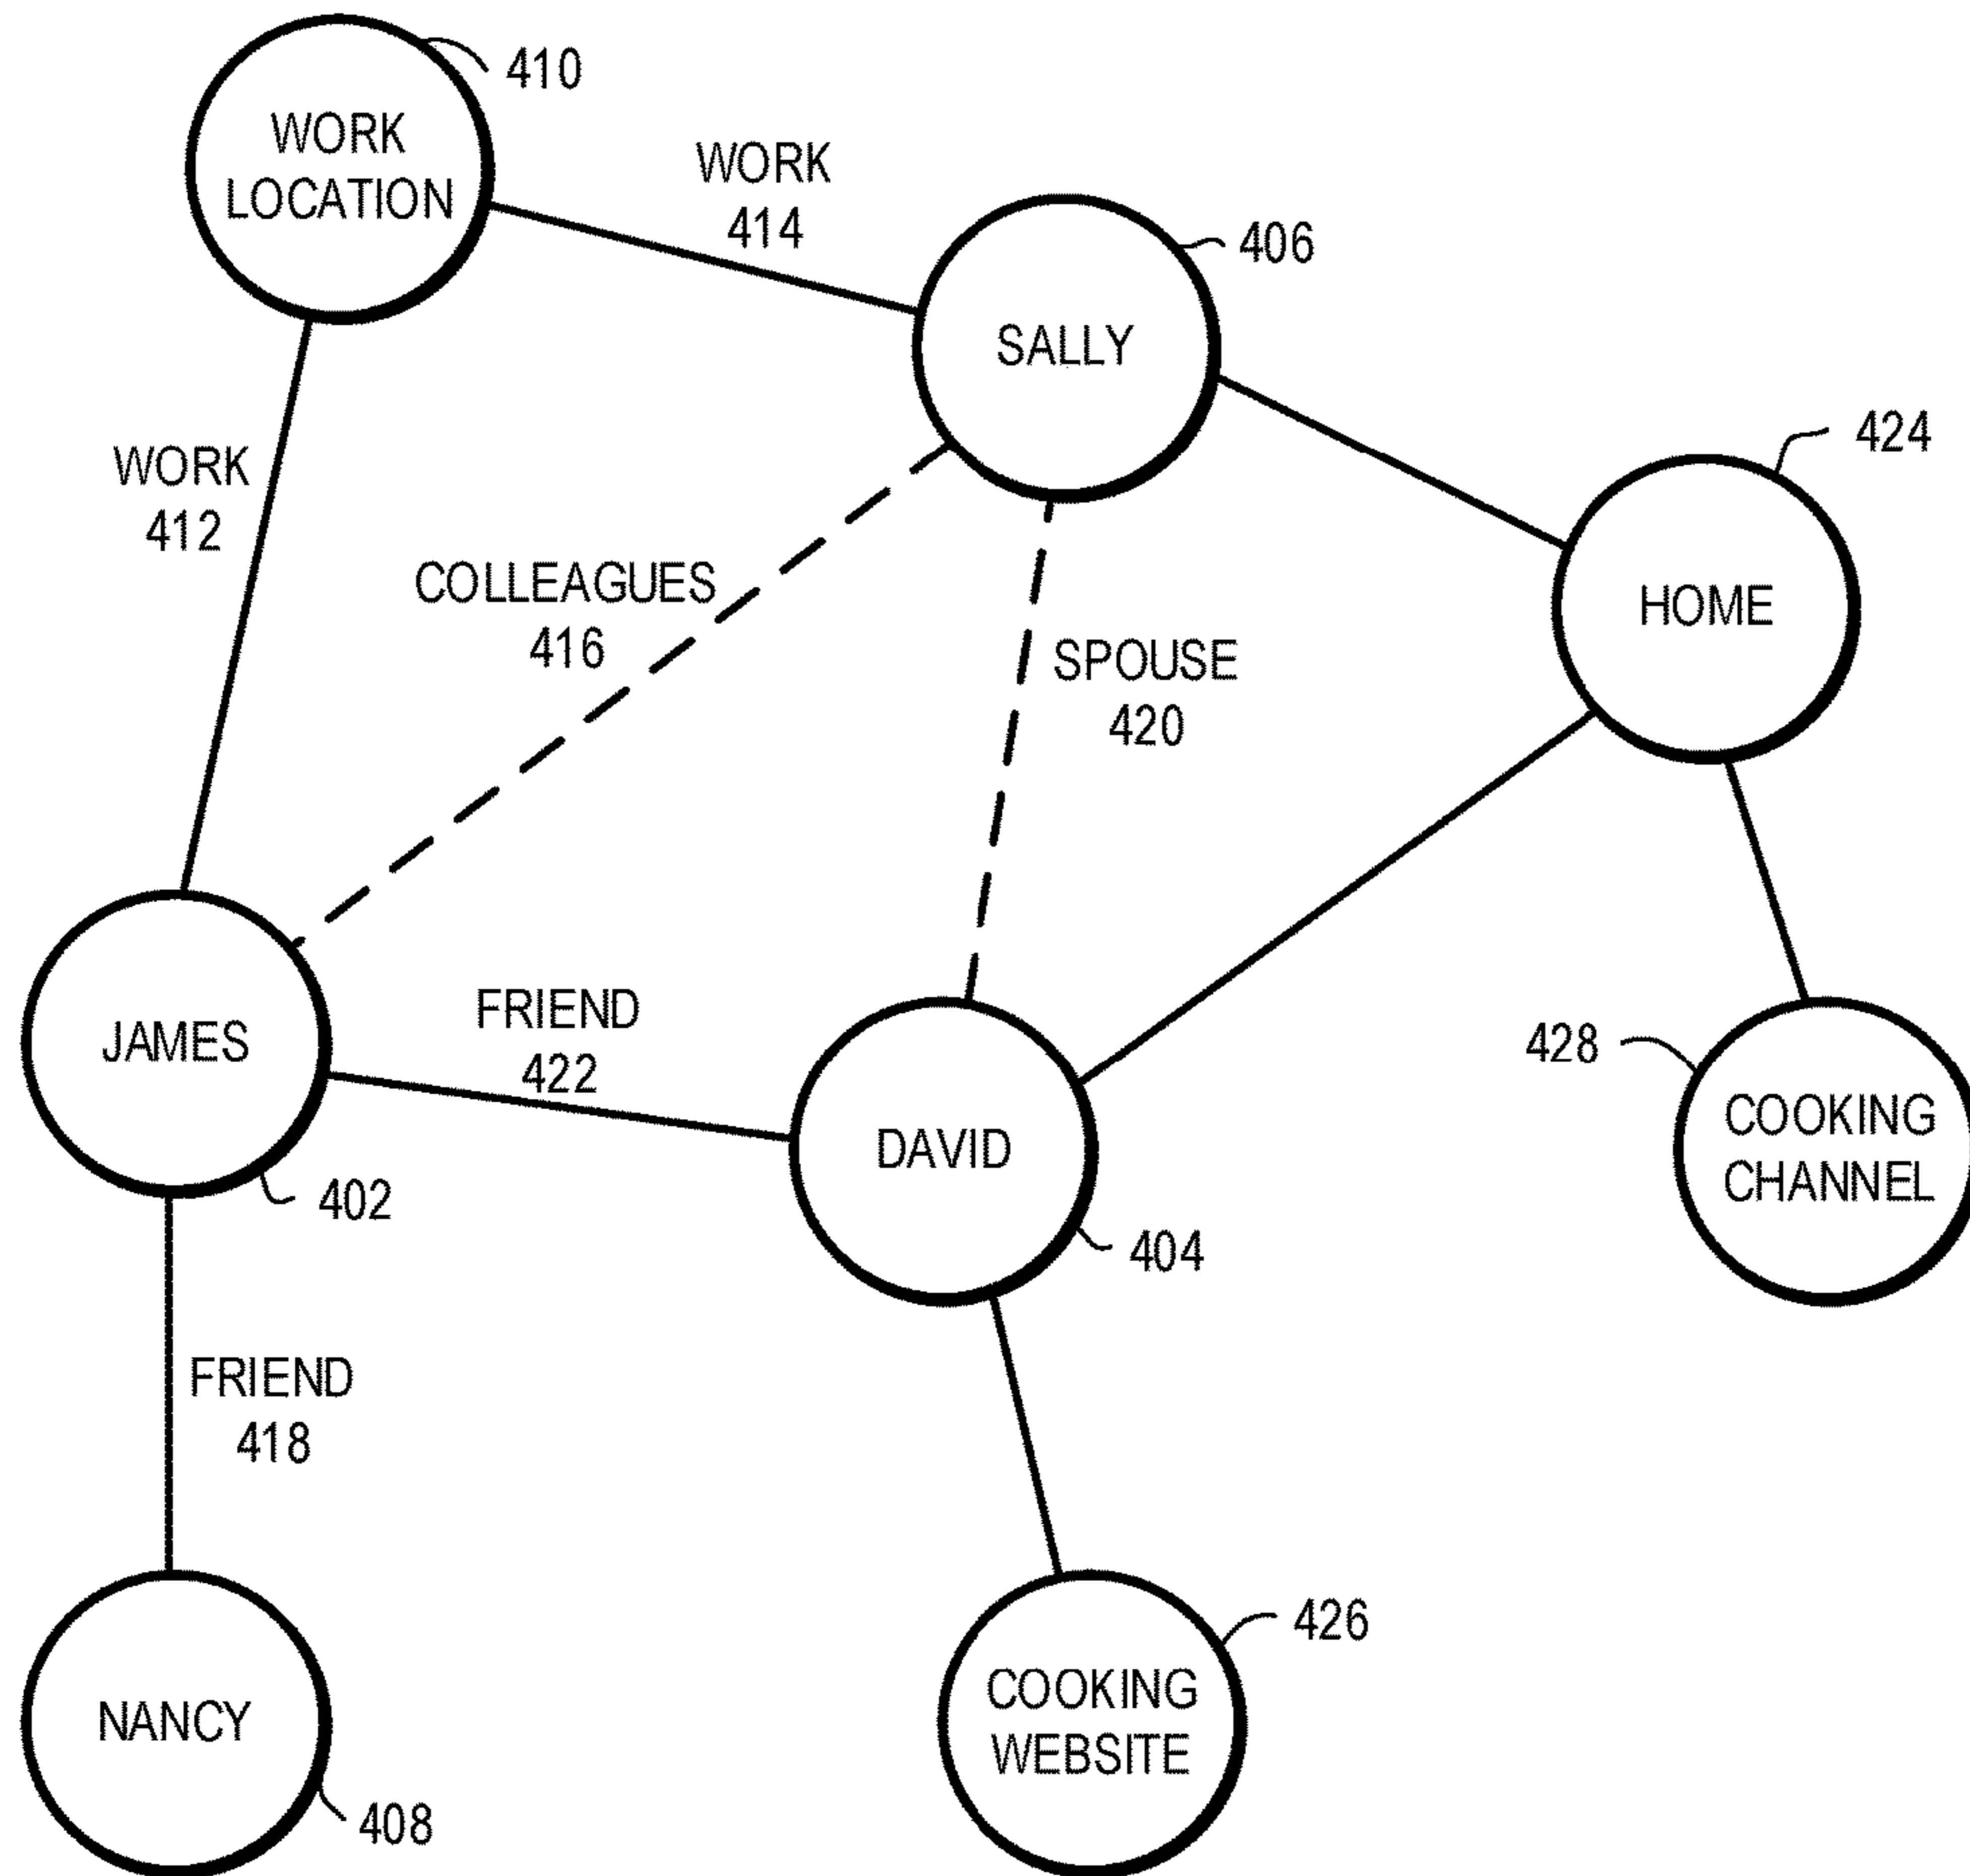 410
WORK
LOCATION
WORK
414
406
SALLY
424
HOME
WORK
412
COLLEAGUES
416
SPOUSE
420
JAMES
402
FRIEND
422
DAVID
404
428
COOKING
CHANNEL
FRIEND
418
NANCY
408
426
COOKING
WEBSITE